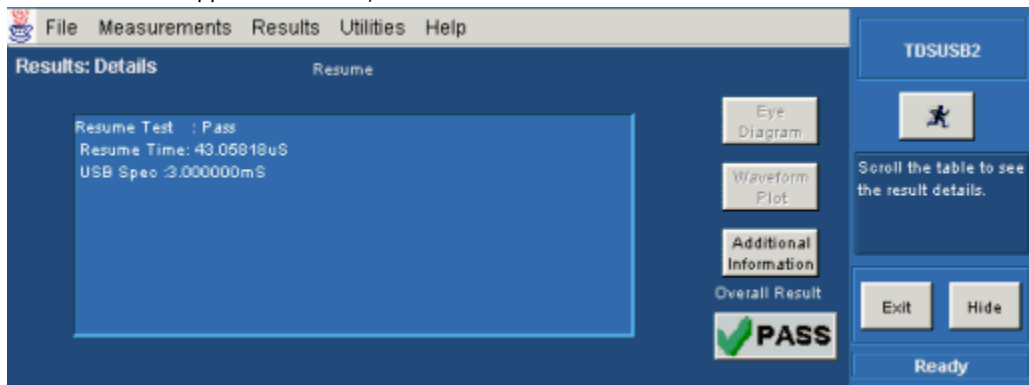 File Measurements Results Utilities Help
TDSUSB2
Results: Details
Resume
Resume Test : Pass
Resume Time: 43.05818uS
USB Spec :3.000000mS
Eye
Diagram
Waveform
Plot
Additional
Information
Overall Result
PASS
Scroll the table to see
the result details.
Exit
Hide
Ready